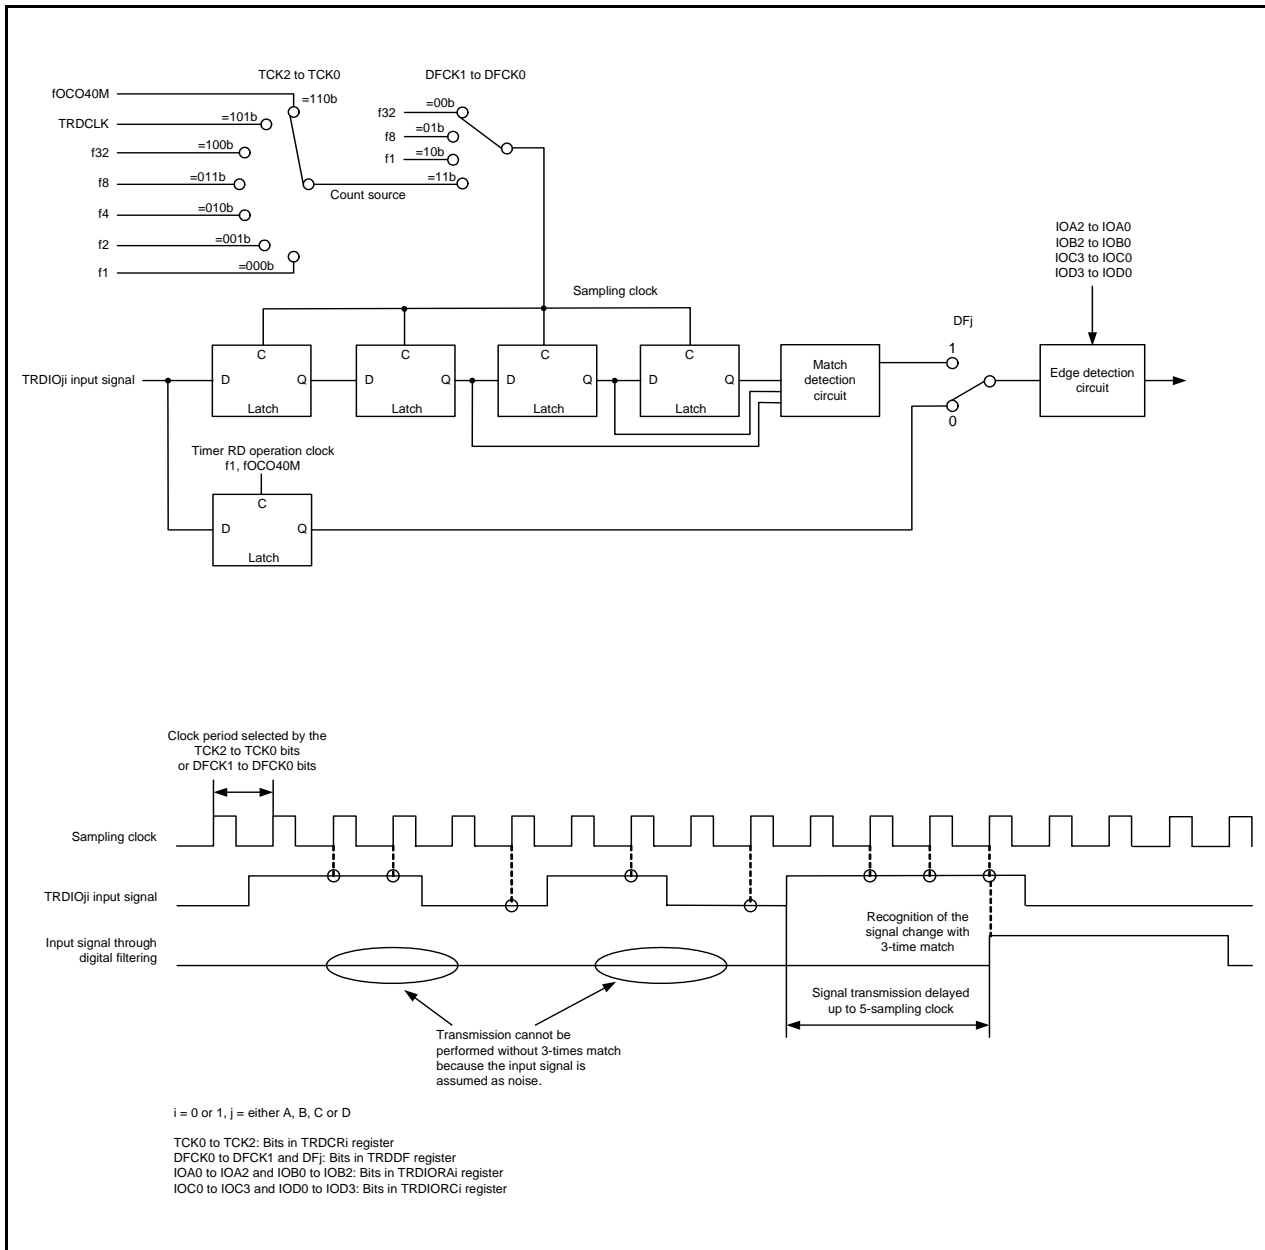 TCK2 to TCK0
DFCK1 to DFCK0
fOCO40M
=110b
TRDCLK
=101b
f32
=100b
f8
=011b
f4
=010b
f2
=001b
f1
=000b
Count source
f32
=00b
f8
=01b
f1
=10b
=11b
IOA2 to IOA0
IOB2 to IOB0
IOC3 to IOC0
IOD3 to IOD0
Sampling clock
DFj
TRDIOji input signal
C
D
Q
Latch
C
D
Q
Latch
C
D
Q
Latch
C
D
Q
Latch
Match
detection
circuit
1
0
Edge detection
circuit
Timer RD operation clock
f1, fOCO40M
C
D
Q
Latch
Clock period selected by the
TCK2 to TCK0 bits
or DFCK1 to DFCK0 bits
Sampling clock
TRDIOji input signal
Input signal through
digital filtering
Recognition of the
signal change with
3-time match
Signal transmission delayed
up to 5-sampling clock
Transmission cannot be
performed without 3-times match
because the input signal is
assumed as noise.
i = 0 or 1, j = either A, B, C or D
TCK0 to TCK2: Bits in TRDCRi register
DFCK0 to DFCK1 and DFj: Bits in TRDDF register
IOA0 to IOA2 and IOB0 to IOB2: Bits in TRDIORAi register
IOC0 to IOC3 and IOD0 to IOD3: Bits in TRDIORCi register